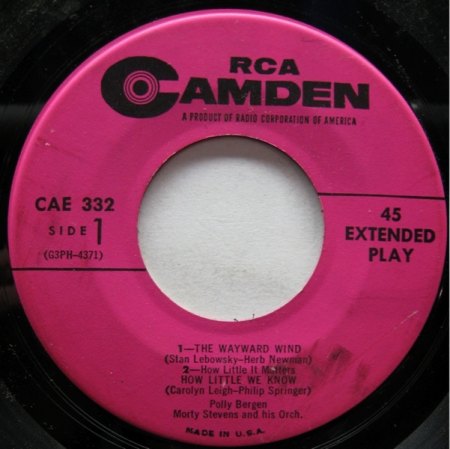 RCA
CAMDEN
A PRODUCT OF RADIO CORPORATION OF AMERICA
CAE 332
SIDE 1
(G3PH-4371)
45
EXTENDED
PLAY
1—THE WAYWARD WIND
(Stan Lebowsky–Herb Newman)
2—How Little It Matters
HOW LITTLE WE KNOW
(Carolyn Leigh–Philip Springer)
Polly Bergen
Morty Stevens and his Orch.
MADE IN U.S.A.